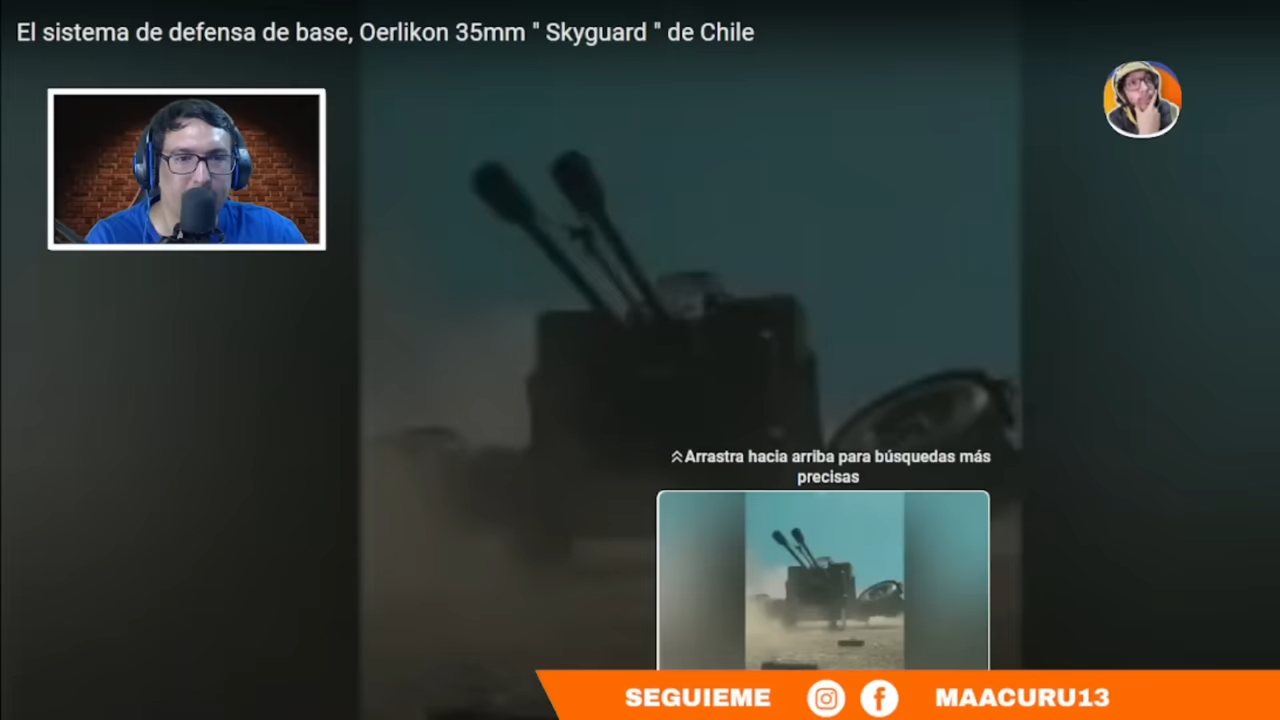 El sistema de defensa de base, Oerlikon 35mm " Skyguard " de Chile
Arrastra hacia arriba para búsquedas más
precisas
SEGUIEME MAACURU13